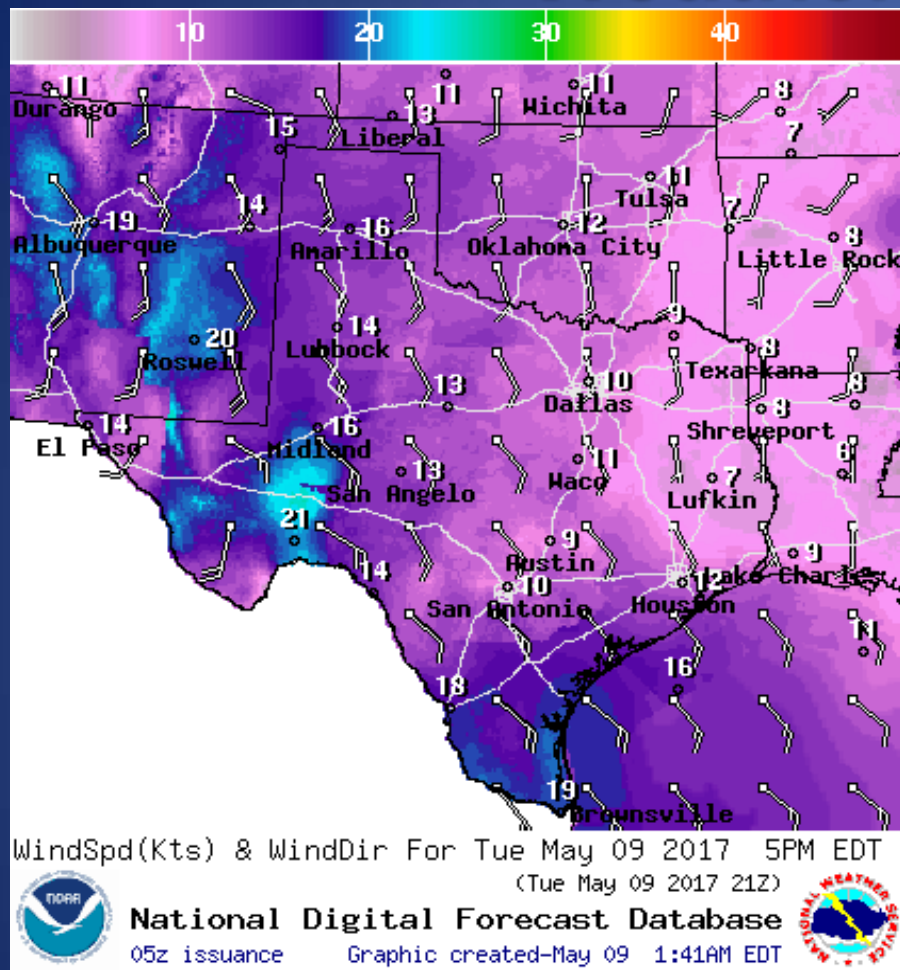 10 20 30 40
11 11 11 8
Durango Wichita
13
Liberal
15 7
11
Tulsa
14 7
19 16 12 8
Albuquerque Amarillo Oklahoma City Little Rock
20 14 9
Roswell Lubbock Texarkana 8
13 10 8
Dallas
14 16 8
El Paso Midland Shreveport
13 11 7 6
San Angelo Waco Lufkin
21 9 9
Austin
14 10 12 Lake Charles
San Antonio Houston
11
18 16
19
Brownsville
WindSpd(Kts) & WindDir For Tue May 09 2017 5PM EDT
(Tue May 09 2017 21Z)
NOAA
National Digital Forecast Database
05z issuance Graphic created-May 09 1:41AM EDT
NATIONAL WEATHER SERVICE